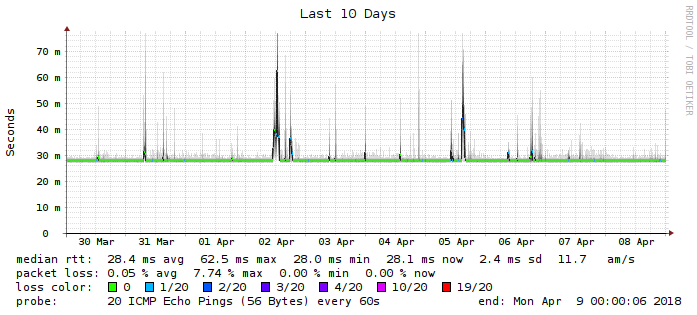 Last 10 Days
RRDTOOL / TOBI OETIKER
Seconds
70 m
60 m
50 m
40 m
30 m
20 m
10 m
0
30 Mar 31 Mar 01 Apr 02 Apr 03 Apr 04 Apr 05 Apr 06 Apr 07 Apr 08 Apr
median rtt: 28.4 ms avg 62.5 ms max 28.0 ms min 28.1 ms now 2.4 ms sd 11.7 am/s
packet loss: 0.05 % avg 7.74 % max 0.00 % min 0.00 % now
loss color: 0 1/20 2/20 3/20 4/20 10/20 19/20
probe: 20 ICMP Echo Pings (56 Bytes) every 60s end: Mon Apr 9 00:00:06 2018